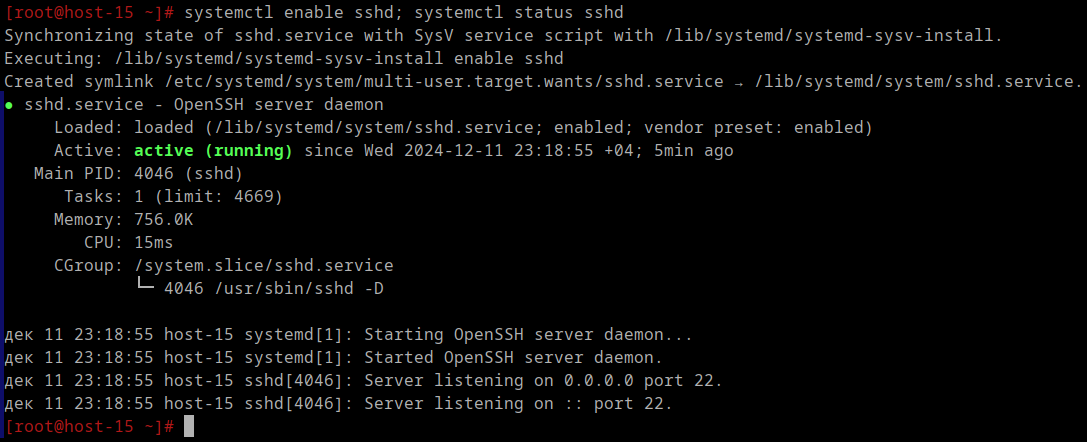 [root@host-15 ~]# systemctl enable sshd; systemctl status sshd
Synchronizing state of sshd.service with SysV service script with /lib/systemd/systemd-sysv-install.
Executing: /lib/systemd/systemd-sysv-install enable sshd
Created symlink /etc/systemd/system/multi-user.target.wants/sshd.service → /lib/systemd/system/sshd.service.
● sshd.service - OpenSSH server daemon
     Loaded: loaded (/lib/systemd/system/sshd.service; enabled; vendor preset: enabled)
     Active: active (running) since Wed 2024-12-11 23:18:55 +04; 5min ago
   Main PID: 4046 (sshd)
      Tasks: 1 (limit: 4669)
     Memory: 756.0K
        CPU: 15ms
     CGroup: /system.slice/sshd.service
             └─ 4046 /usr/sbin/sshd -D

дек 11 23:18:55 host-15 systemd[1]: Starting OpenSSH server daemon...
дек 11 23:18:55 host-15 systemd[1]: Started OpenSSH server daemon.
дек 11 23:18:55 host-15 sshd[4046]: Server listening on 0.0.0.0 port 22.
дек 11 23:18:55 host-15 sshd[4046]: Server listening on :: port 22.
[root@host-15 ~]#